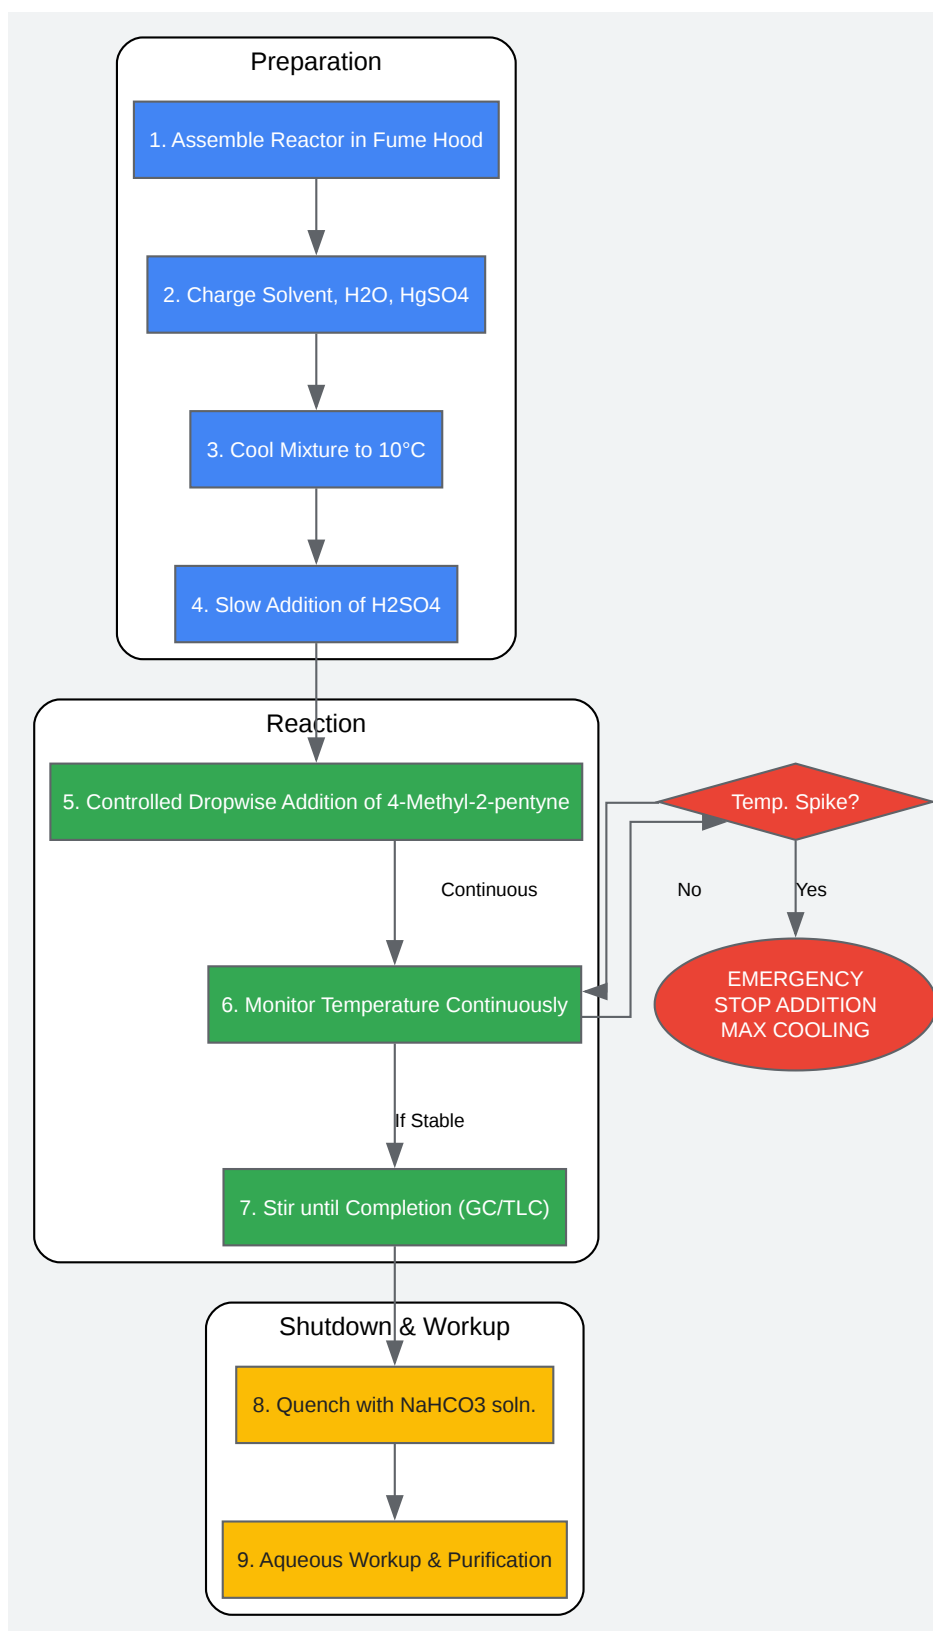 Preparation
1. Assemble Reactor in Fume Hood
2. Charge Solvent, H2O, HgSO4
3. Cool Mixture to 10°C
4. Slow Addition of H2SO4
Reaction
5. Controlled Dropwise Addition of 4-Methyl-2-pentyne
Temp. Spike?
Continuous
No
Yes
6. Monitor Temperature Continuously
EMERGENCY
STOP ADDITION
MAX COOLING
If Stable
7. Stir until Completion (GC/TLC)
Shutdown & Workup
8. Quench with NaHCO3 soln.
9. Aqueous Workup & Purification